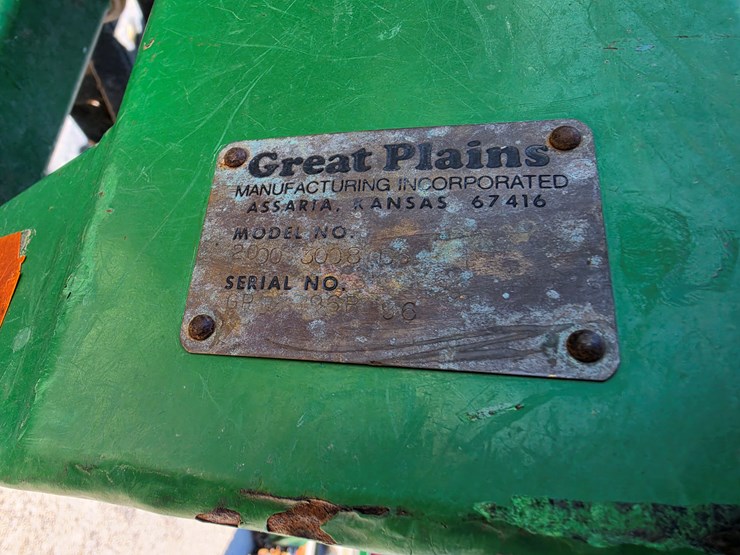 Great Plains
MANUFACTURING INCORPORATED
ASSARIA, KANSAS 67416
MODEL NO.
SERIAL NO.